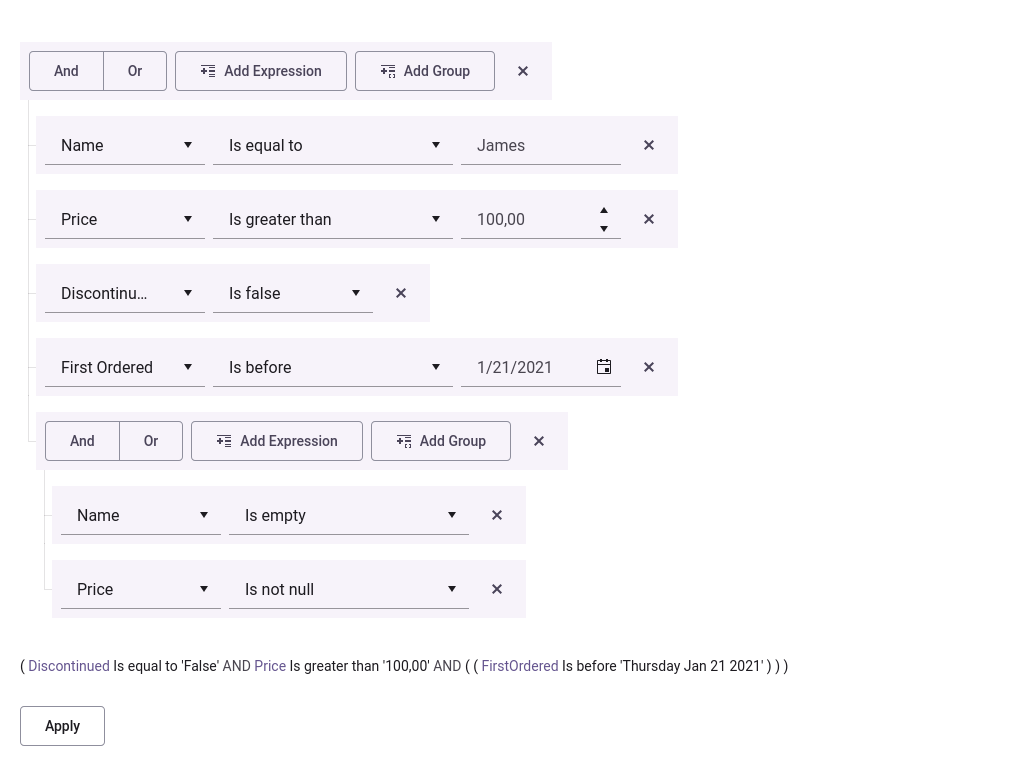 And Or Add Expression Add Group
Name Is equal to James
Price Is greater than 100,00
Discontinu... Is false
First Ordered Is before 1/21/2021
And Or Add Expression Add Group
Name Is empty
Price Is not null
( Discontinued Is equal to 'False' AND Price Is greater than '100,00' AND ( ( FirstOrdered Is before 'Thursday Jan 21 2021' ) ) )
Apply